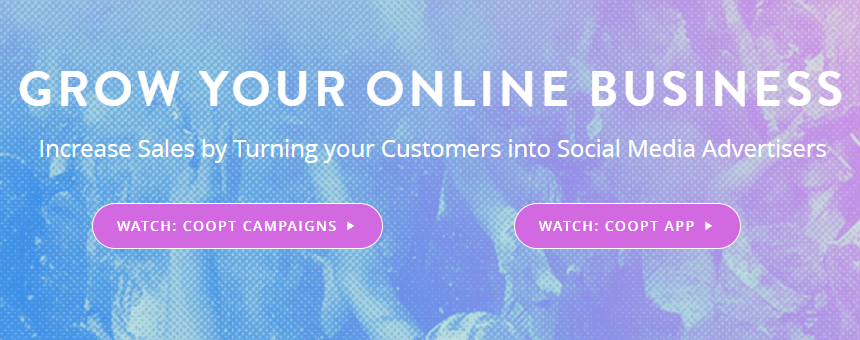 GROW YOUR ONLINE BUSINESS
Increase Sales by Turning your Customers into Social Media Advertisers
WATCH: COOPT CAMPAIGNS
WATCH: COOPT APP